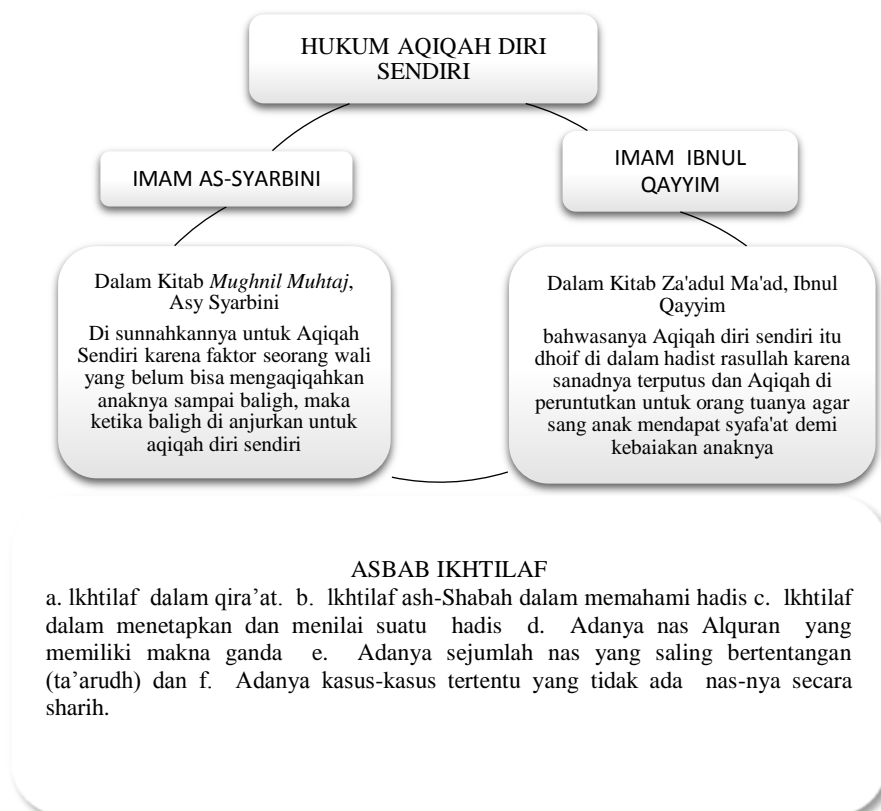 HUKUM AQIQAH DIRI
SENDIRI
IMAM AS-SYARBINI
IMAM IBNUL
QAYYIM
Dalam Kitab Mughnil Muhtaj,
Asy Syarbini
Di sunnahkannya untuk Aqiqah
Sendiri karena faktor seorang wali
yang belum bisa mengaqiqahkan
anaknya sampai baligh, maka
ketika baligh di anjurkan untuk
aqiqah diri sendiri
Dalam Kitab Za'adul Ma'ad, Ibnul
Qayyim
bahwasanya Aqiqah diri sendiri itu
dhoif di dalam hadist rasullah karena
sanadnya terputus dan Aqiqah di
peruntutkan untuk orang tuanya agar
sang anak mendapat syafa'at demi
kebaiakan anaknya
ASBAB IKHTILAF
a. lkhtilaf dalam qira’at. b. lkhtilaf ash-Shabah dalam memahami hadis c. lkhtilaf
dalam menetapkan dan menilai suatu hadis d. Adanya nas Alquran yang
memiliki makna ganda e. Adanya sejumlah nas yang saling bertentangan
(ta’arudh) dan f. Adanya kasus-kasus tertentu yang tidak ada nas-nya secara
sharih.